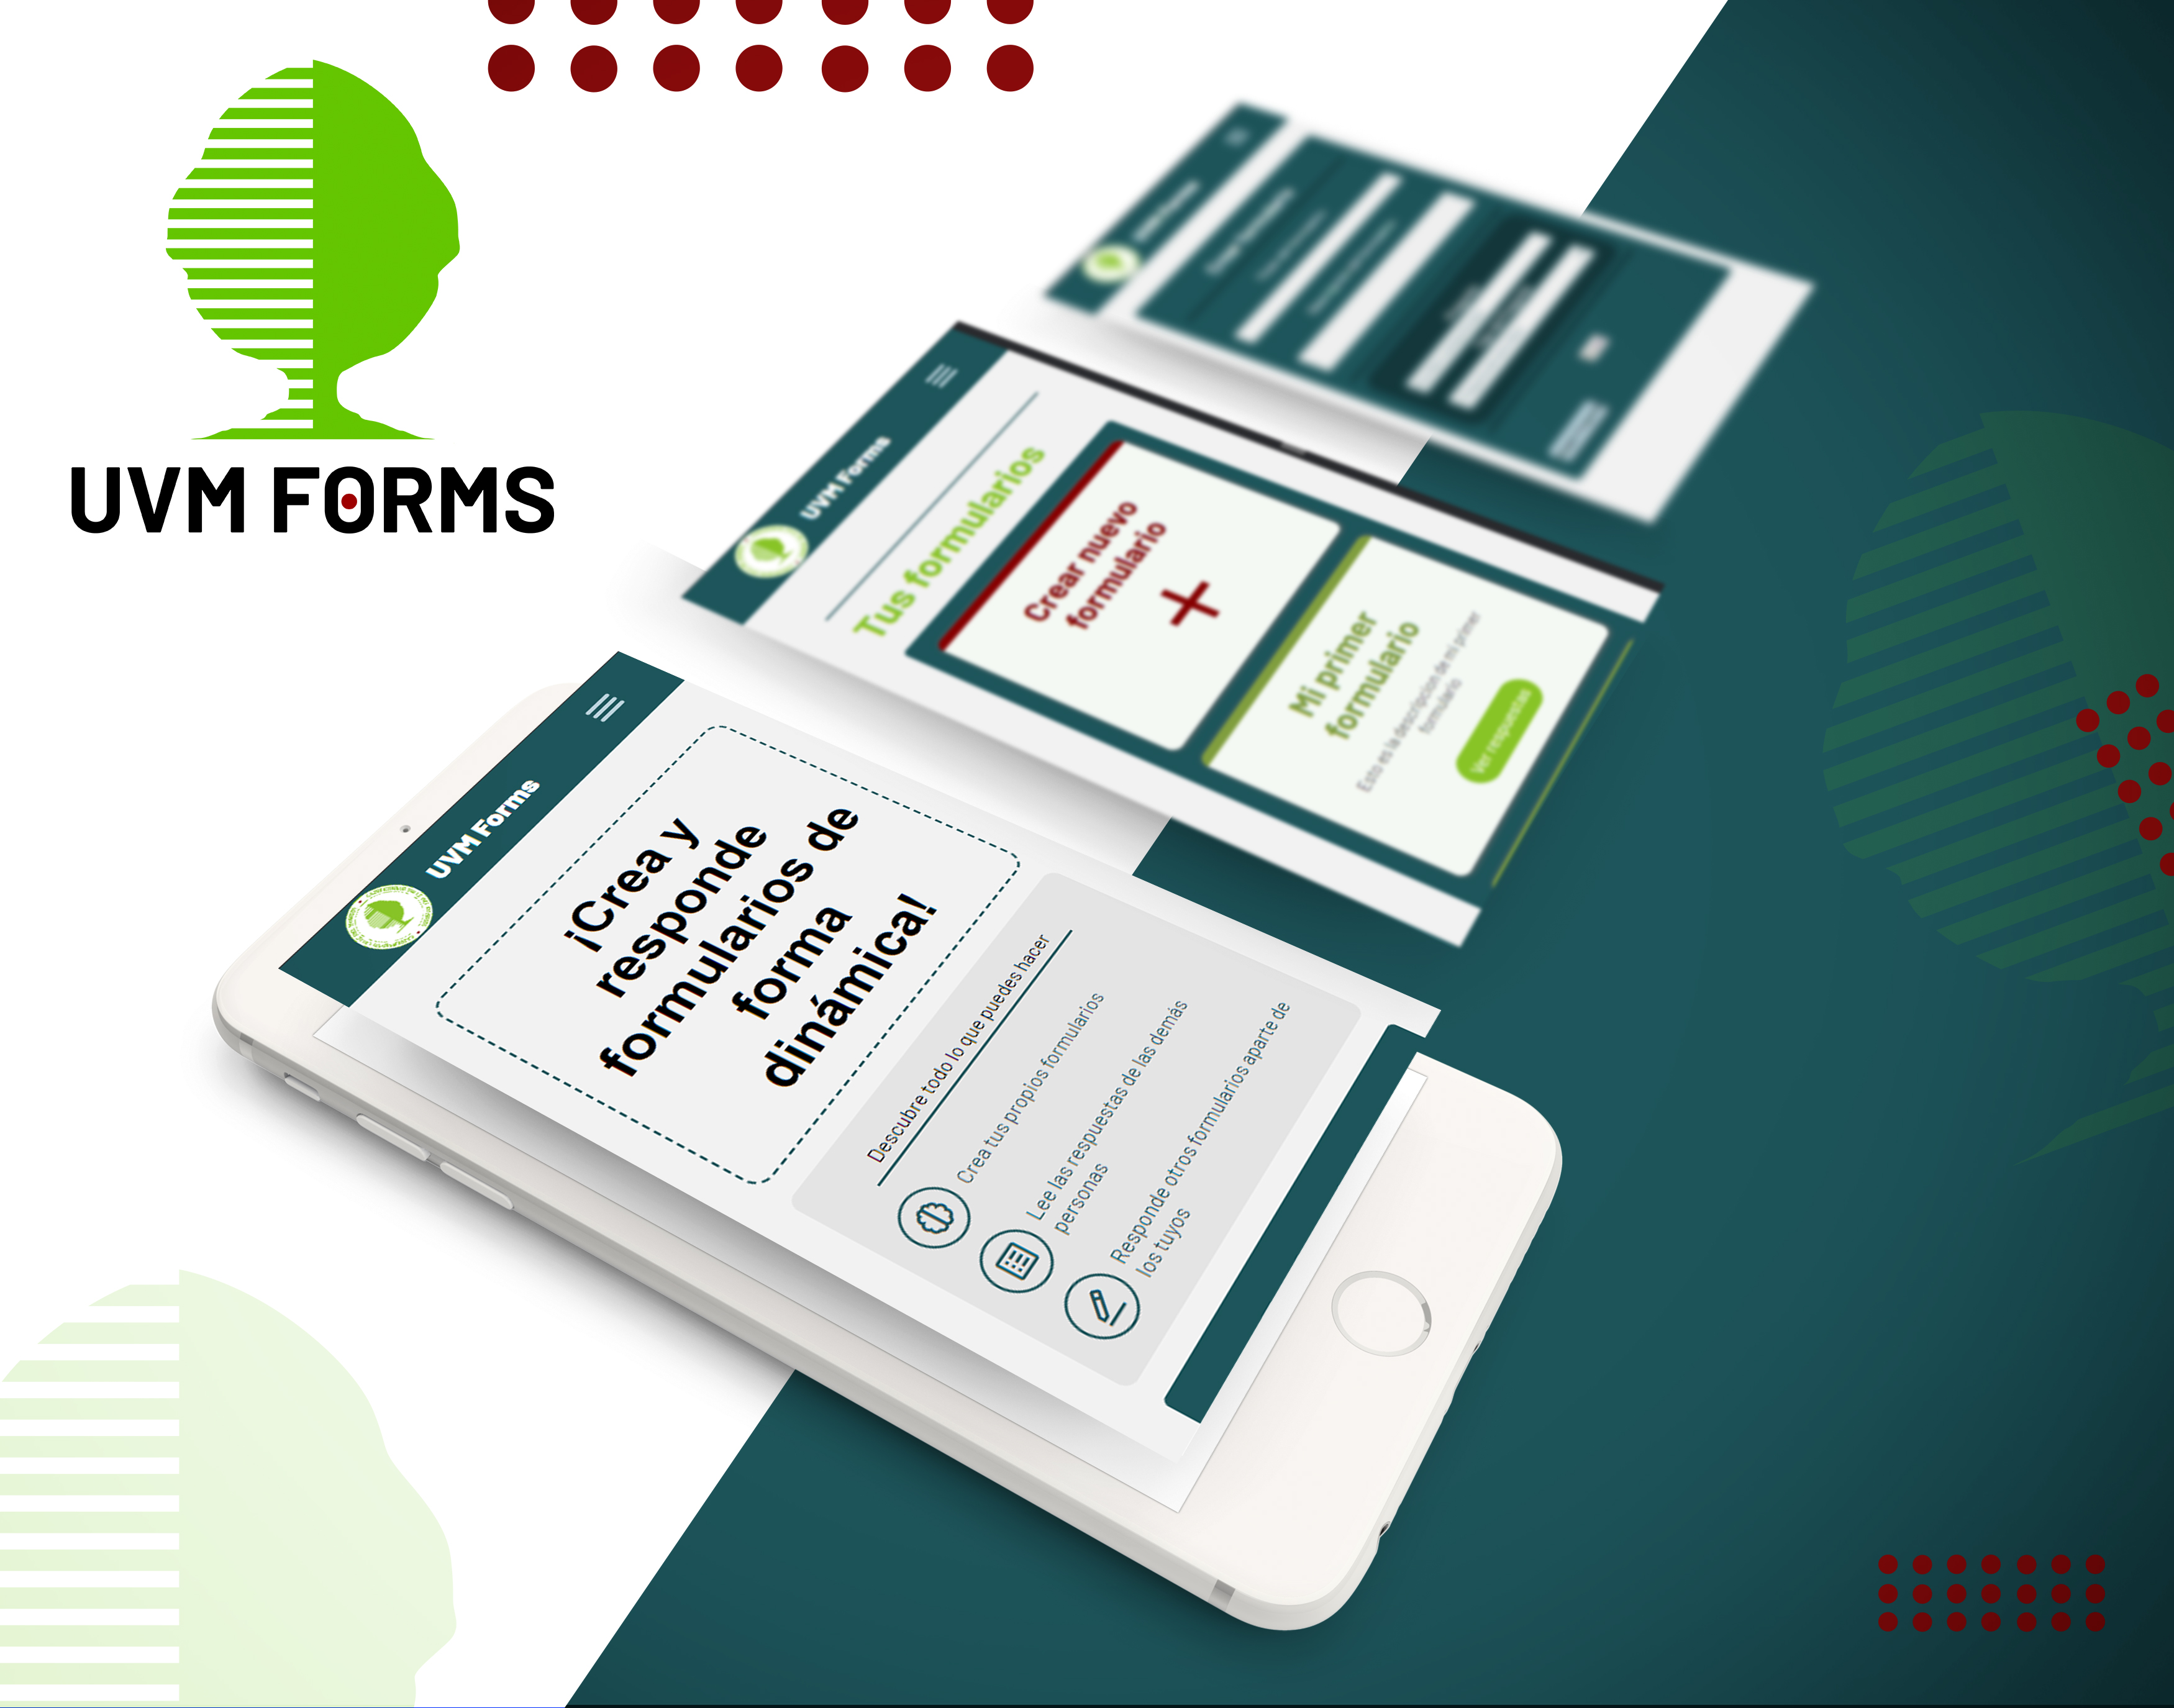 UVM FORMS
UVM Forms
Tus formularios
Crear nuevo
formulario
+
Mi primer
formulario
Esto es la descripcion de mi primer
formulario
Ver respuestas
UVM Forms
¡Crea y
responde
formularios de
forma
dinámica!
Descubre todo lo que puedes hacer
Crea tus propios formularios
Lee las respuestas de las demás
personas
Responde otros formularios aparte de
los tuyos